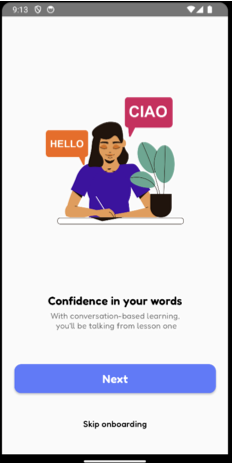 9:13
CIAO
HELLO
Confidence in your words
With conversation-based learning,
you'll be talking from lesson one
Next
Skip onboarding